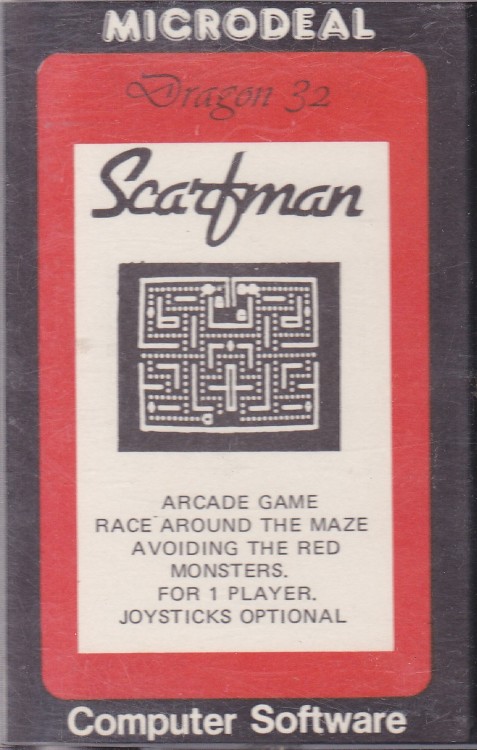 MICRODEAL
Dragon 32
Scarfman
ARCADE GAME
RACE AROUND THE MAZE
AVOIDING THE RED
MONSTERS.
FOR 1 PLAYER.
JOYSTICKS OPTIONAL
Computer Software